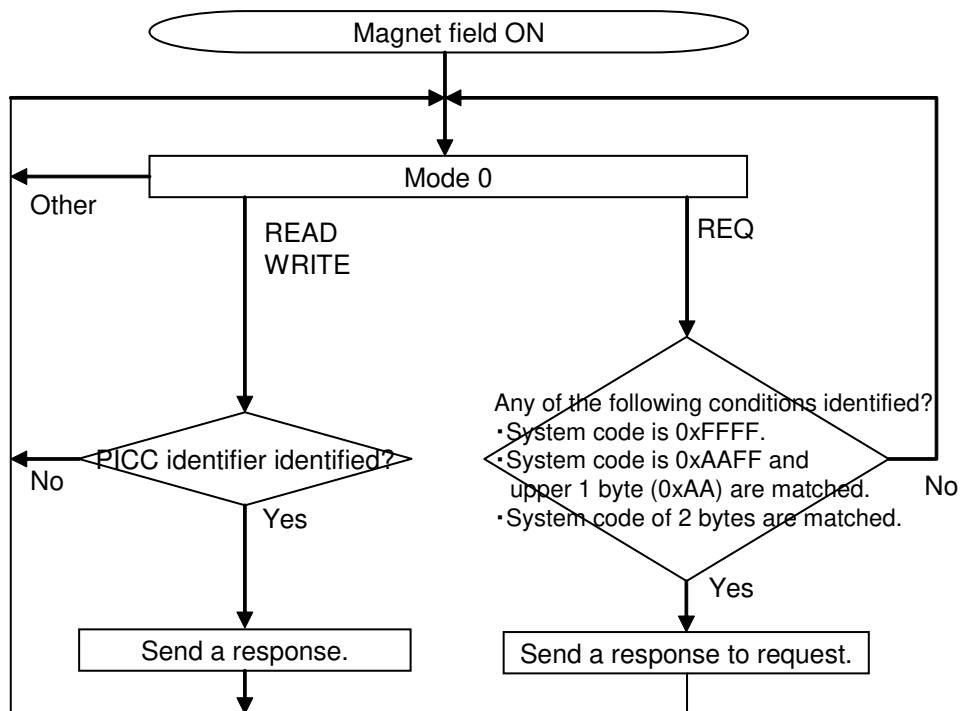 Magnet field ON
Mode 0
Other
READ
WRITE
REQ
Any of the following conditions identified?
・System code is 0xFFFF.
・System code is 0xAAFF and
upper 1 byte (0xAA) are matched.
・System code of 2 bytes are matched.
PICC identifier identified?
No
No
Yes
Yes
Send a response.
Send a response to request.